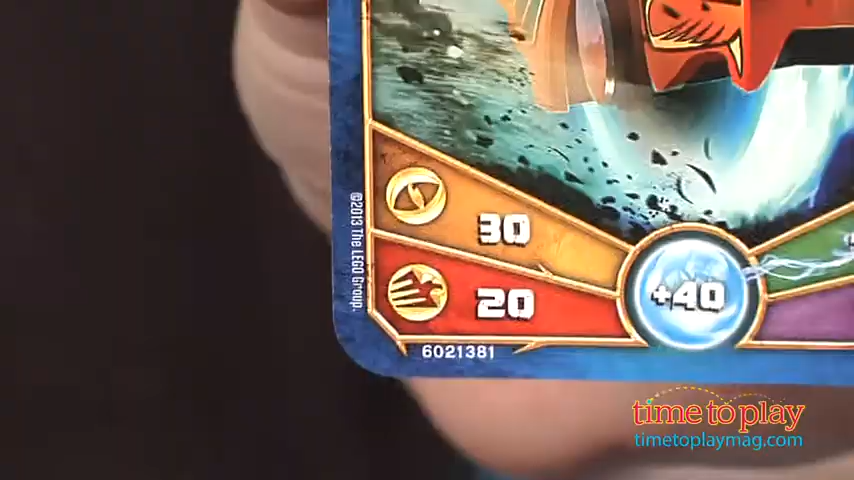 ©2013 The LEGO Group.
30
20
+40
6021381
time to play
timetoplaymag.com